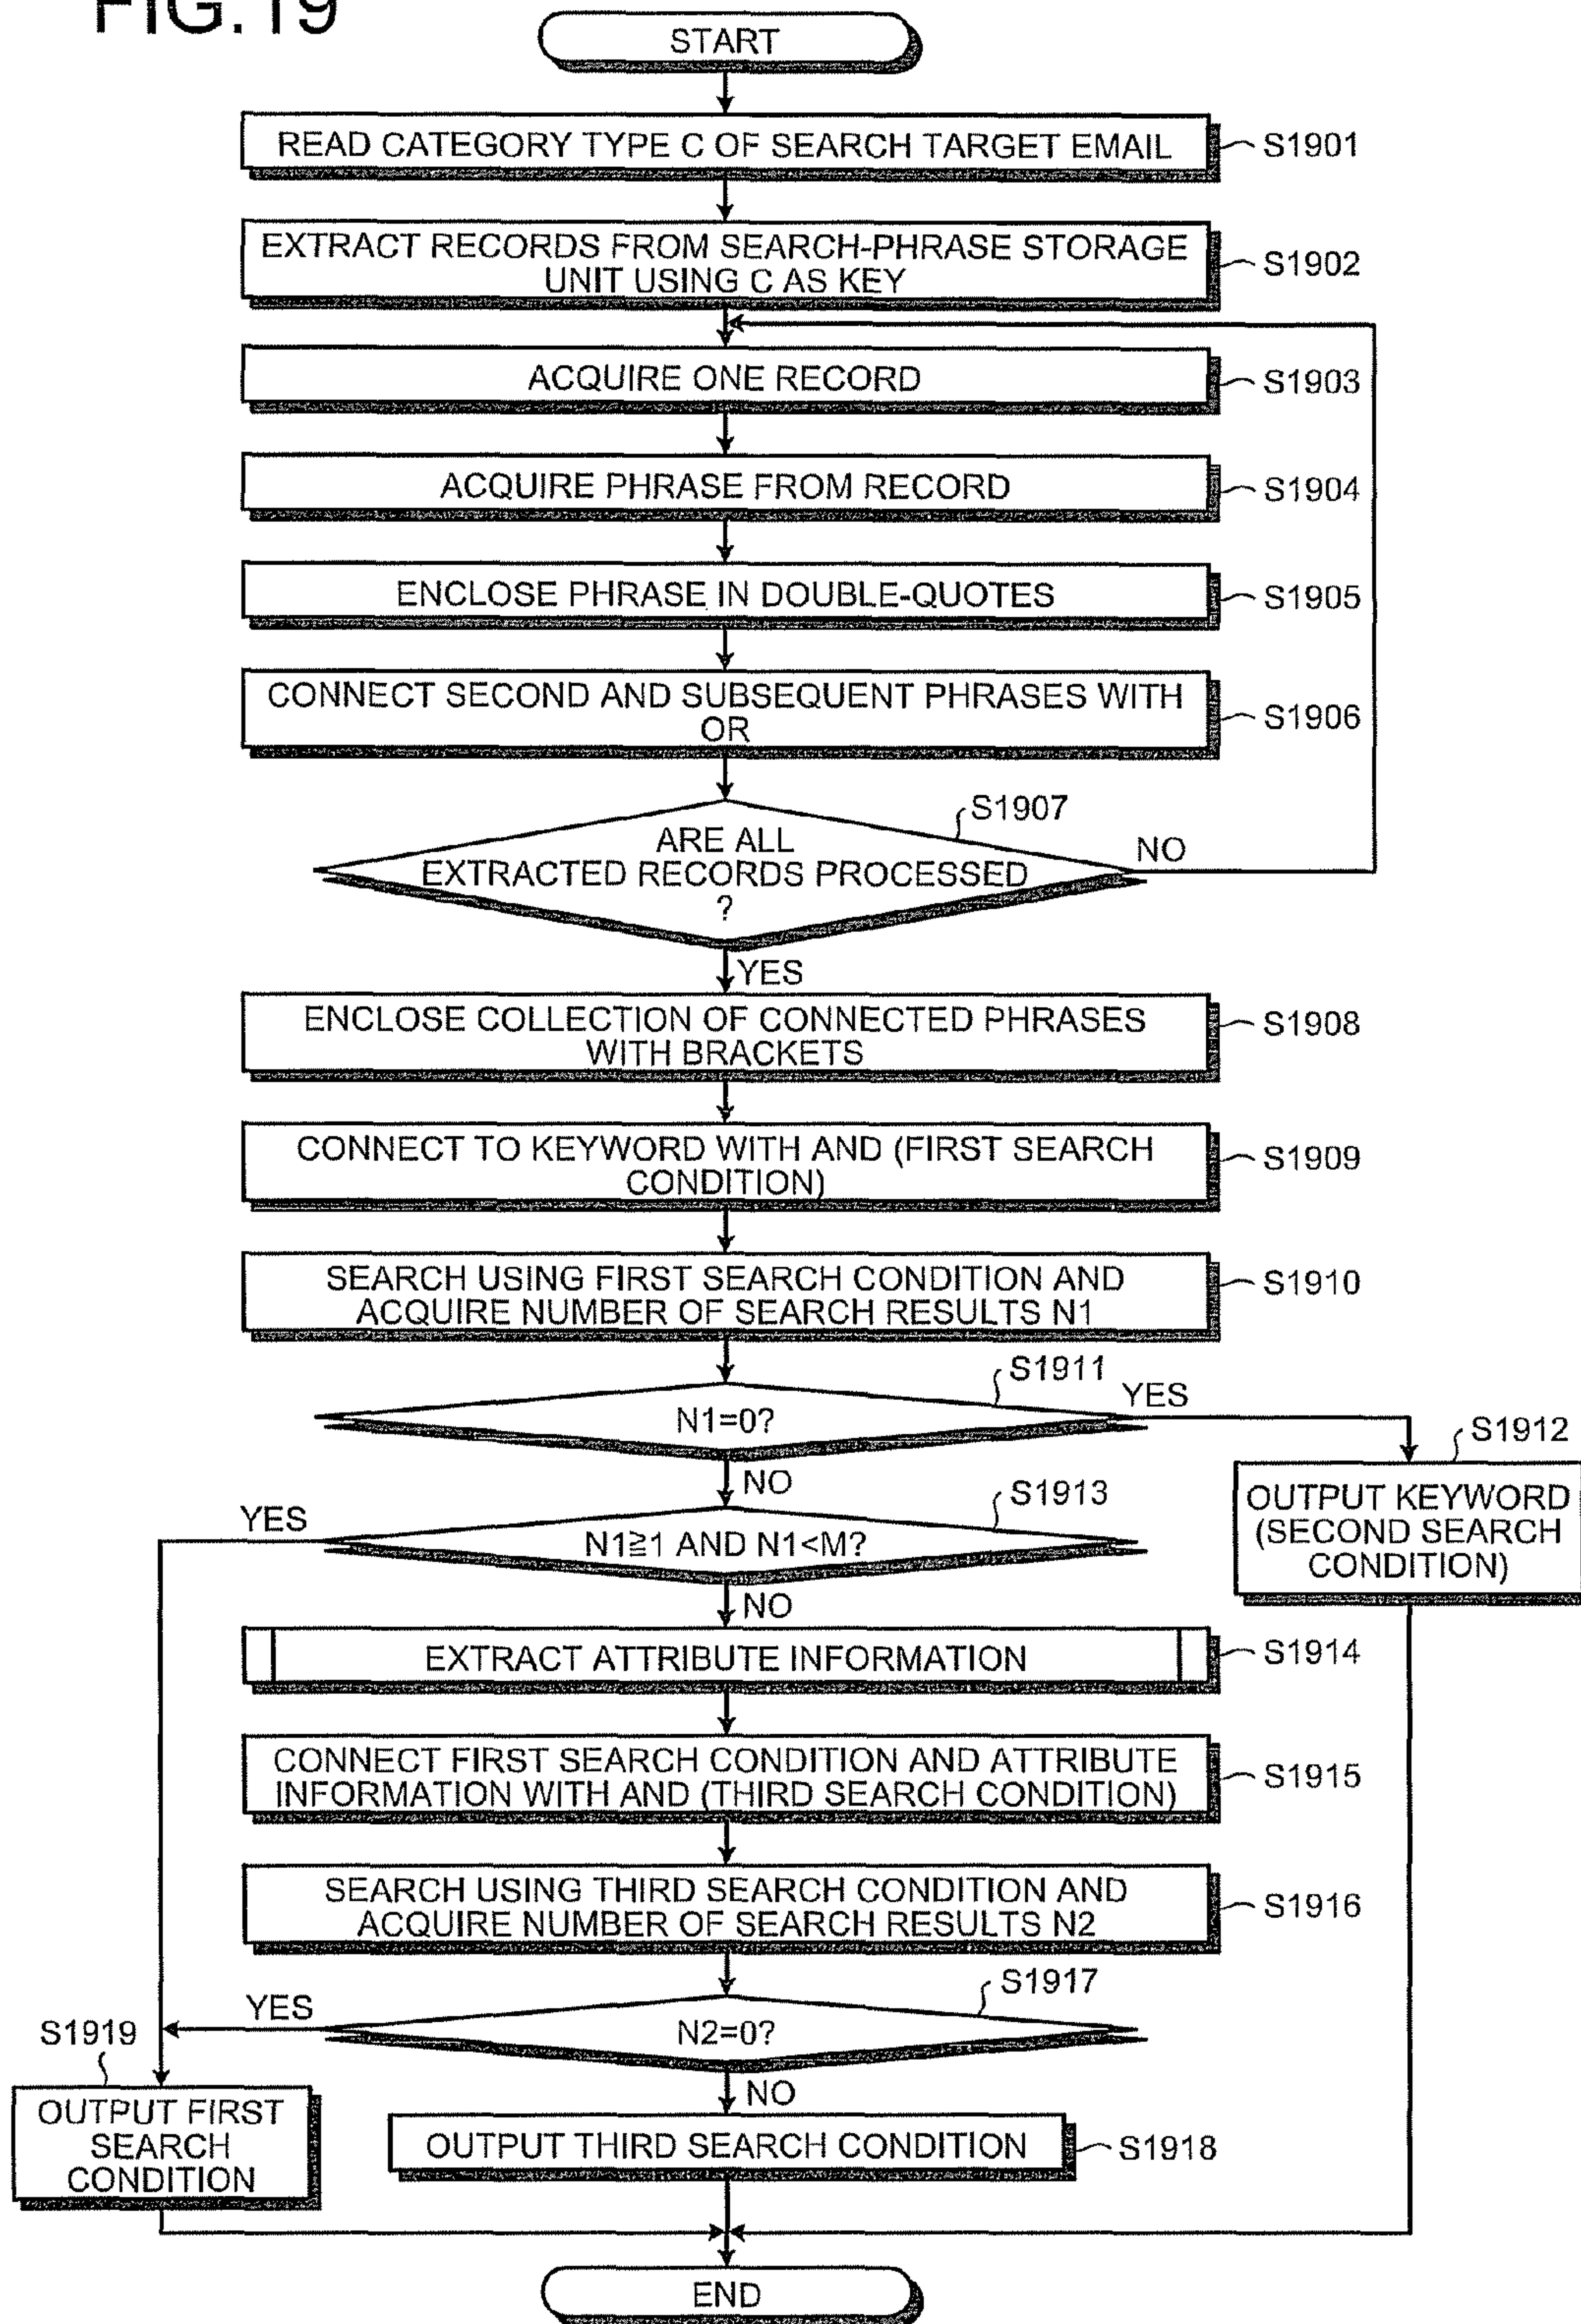 FIG.19
START
READ CATEGORY TYPE C OF SEARCH TARGET EMAIL
S1901
EXTRACT RECORDS FROM SEARCH-PHRASE STORAGE
UNIT USING C AS KEY
S1902
ACQUIRE ONE RECORD
S1903
ACQUIRE PHRASE FROM RECORD
S1904
ENCLOSE PHRASE IN DOUBLE-QUOTES
S1905
CONNECT SECOND AND SUBSEQUENT PHRASES WITH
OR
S1906
S1907
ARE ALL
EXTRACTED RECORDS PROCESSED
?
NO
YES
ENCLOSE COLLECTION OF CONNECTED PHRASES
WITH BRACKETS
S1908
CONNECT TO KEYWORD WITH AND (FIRST SEARCH
CONDITION)
S1909
SEARCH USING FIRST SEARCH CONDITION AND
ACQUIRE NUMBER OF SEARCH RESULTS N1
S1910
S1911
N1=0?
YES
NO
S1912
OUTPUT KEYWORD
(SECOND SEARCH
CONDITION)
S1913
N1≧1 AND N1<M?
YES
NO
EXTRACT ATTRIBUTE INFORMATION
S1914
CONNECT FIRST SEARCH CONDITION AND ATTRIBUTE
INFORMATION WITH AND (THIRD SEARCH CONDITION)
S1915
SEARCH USING THIRD SEARCH CONDITION AND
ACQUIRE NUMBER OF SEARCH RESULTS N2
S1916
S1917
N2=0?
YES
NO
S1919
OUTPUT FIRST
SEARCH
CONDITION
OUTPUT THIRD SEARCH CONDITION
S1918
END